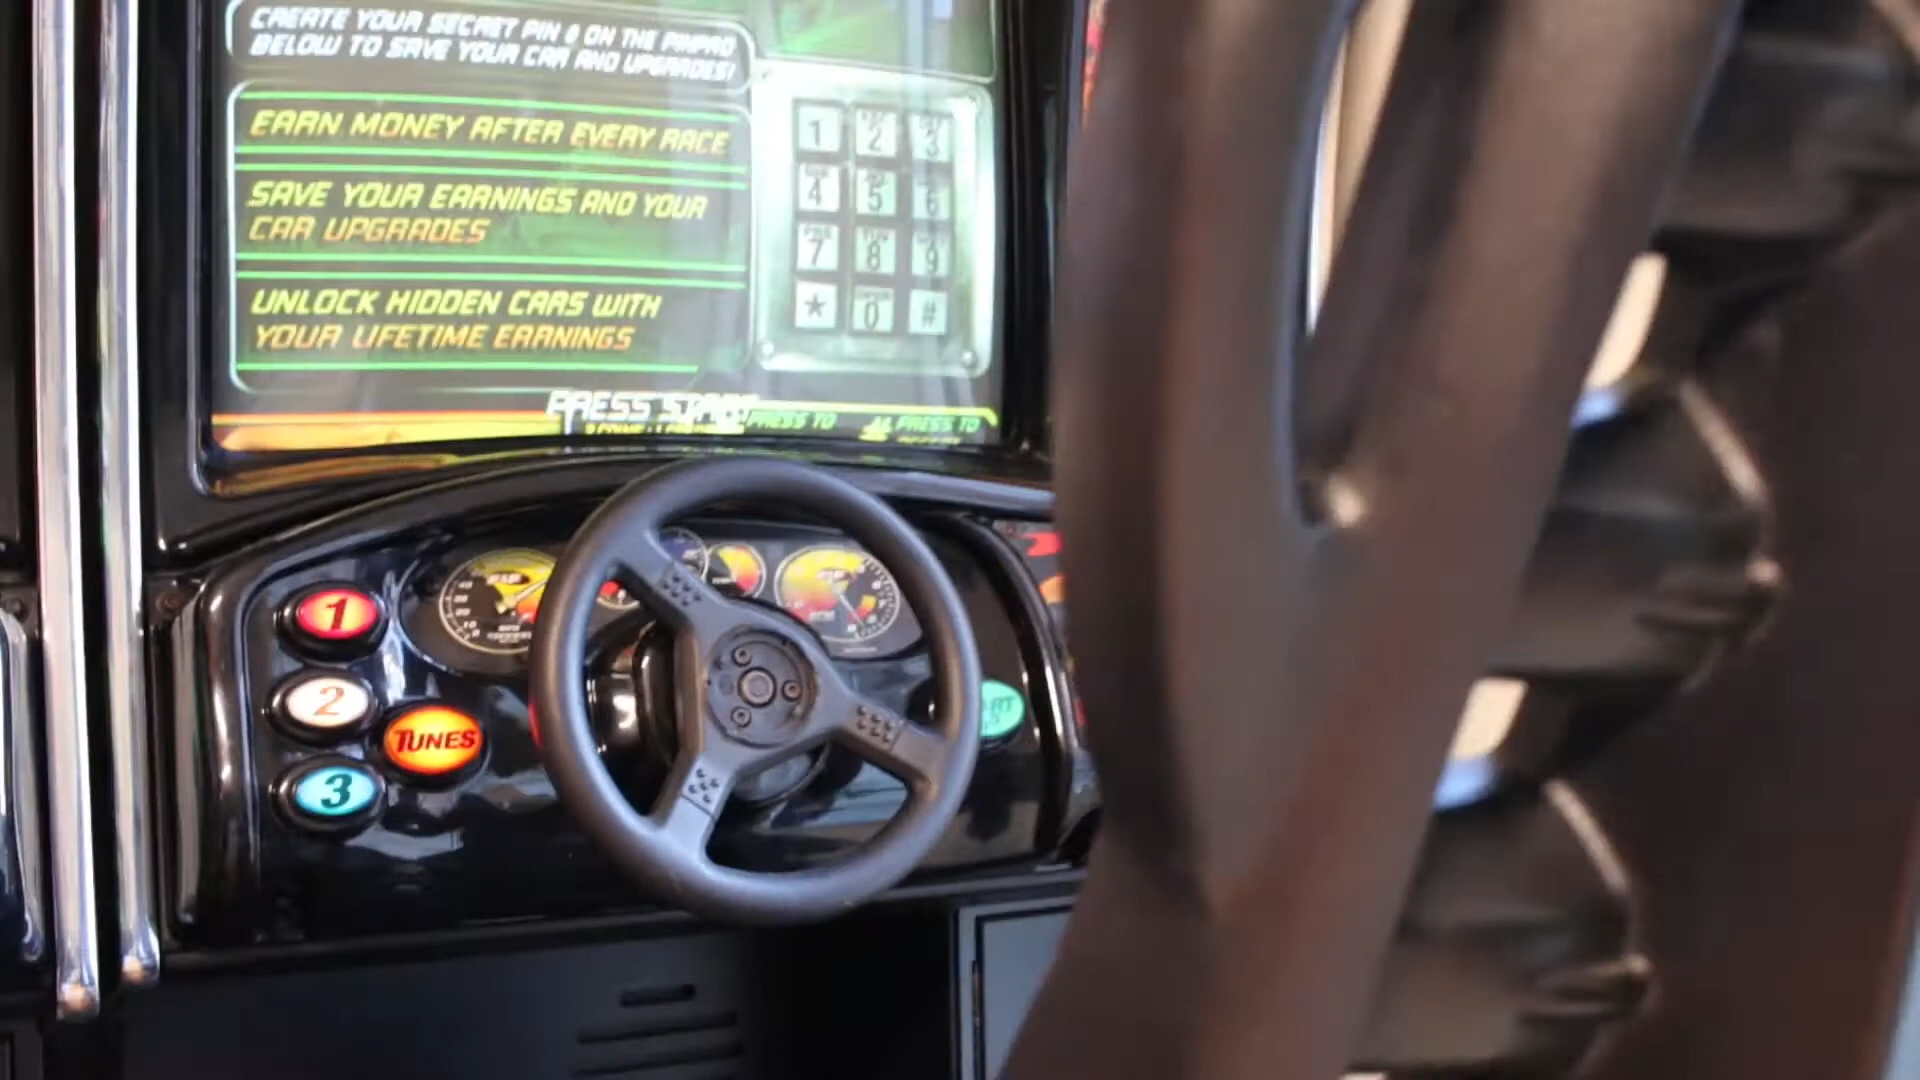 CREATE YOUR SECRET PIN # ON THE PINPAD
BELOW TO SAVE YOUR CAR AND UPGRADES!
EARN MONEY AFTER EVERY RACE
SAVE YOUR EARNINGS AND YOUR
CAR UPGRADES
UNLOCK HIDDEN CARS WITH
YOUR LIFETIME EARNINGS
1 2 3
4 5 6
7 8 9
* 0 #
PRESS START
PRESS TO
PRESS TO
1
2
TUNES
3